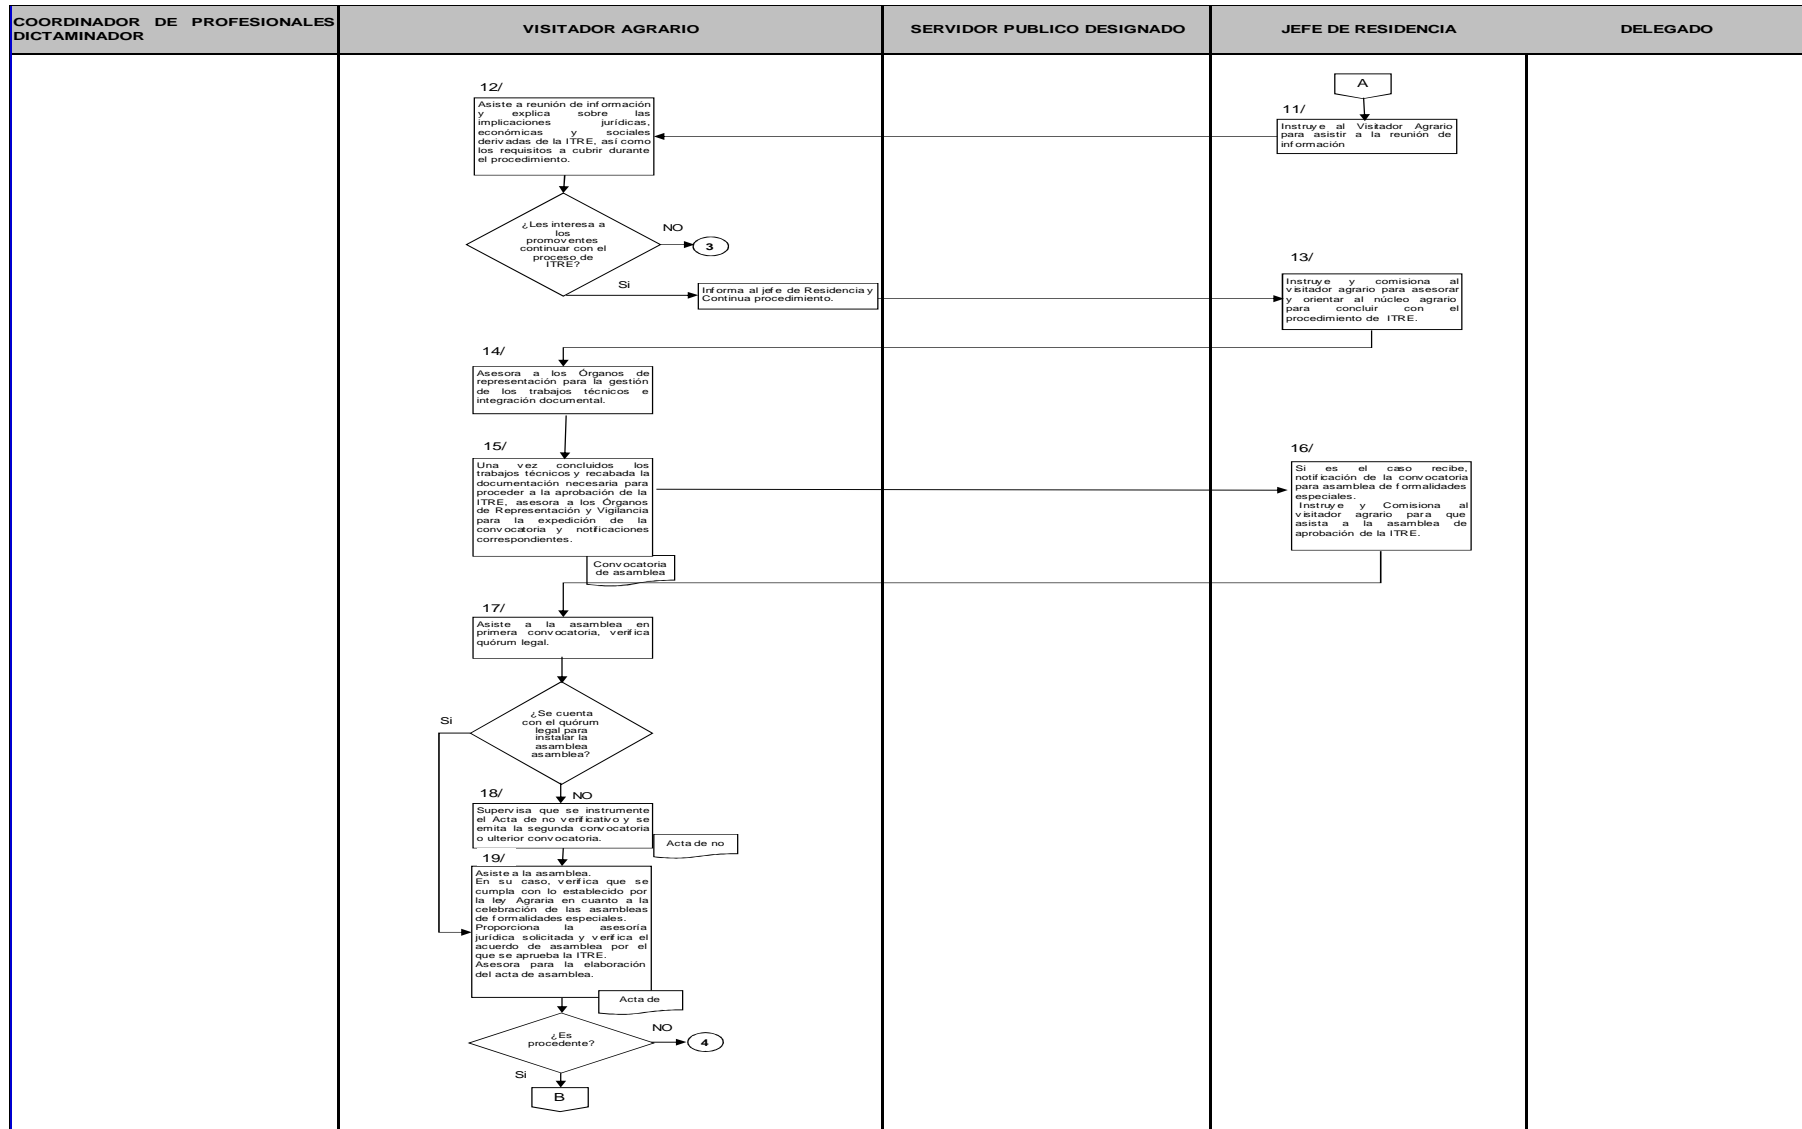 COORDINADOR DE PROFESIONALES
DICTAMINADOR
VISITADOR AGRARIO
SERVIDOR PUBLICO DESIGNADO
JEFE DE RESIDENCIA
DELEGADO
A
11/
Instruye al Visitador Agrario
para asistir a la reunión de
información
12/
Asiste a reunión de información
y explica sobre las
implicaciones jurídicas,
económicas y sociales
derivadas de la ITRE, así como
los requisitos a cubrir durante
el procedimiento.
¿Les interesa a
los
promoventes
continuar con el
proceso de
ITRE?
NO
3
Si
Informa al jefe de Residencia y
Continua procedimiento.
13/
Instruye y comisiona al
visitador agrario para asesorar
y orientar al núcleo agrario
para concluir con el
procedimiento de ITRE.
14/
Asesora a los Órganos de
representación para la gestión
de los trabajos técnicos e
integración documental.
15/
Una vez concluidos los
trabajos técnicos y recabada la
documentación necesaria para
proceder a la aprobación de la
ITRE, asesora a los Órganos
de Representación y Vigilancia
para la expedición de la
convocatoria y notificaciones
correspondientes.
Convocatoria
de asamblea
16/
Si es el caso recibe,
notificación de la convocatoria
para asamblea de formalidades
especiales.
Instruye y Comisiona al
visitador agrario para que
asista a la asamblea de
aprobación de la ITRE.
17/
Asiste a la asamblea en
primera convocatoria, verifica
quórum legal.
¿Se cuenta
con el quórum
legal para
instalar la
asamblea
asamblea?
Si
NO
18/
Supervisa que se instrumente
el Acta de no verificativo y se
emita la segunda convocatoria
o ulterior convocatoria.
Acta de no
19/
Asiste a la asamblea.
En su caso, verifica que se
cumpla con lo establecido por
la ley Agraria en cuanto a la
celebración de las asambleas
de formalidades especiales.
Proporciona la asesoría
jurídica solicitada y verifica el
acuerdo de asamblea por el
que se aprueba la ITRE.
Asesora para la elaboración
del acta de asamblea.
Acta de
¿Es
procedente?
NO
4
Si
B